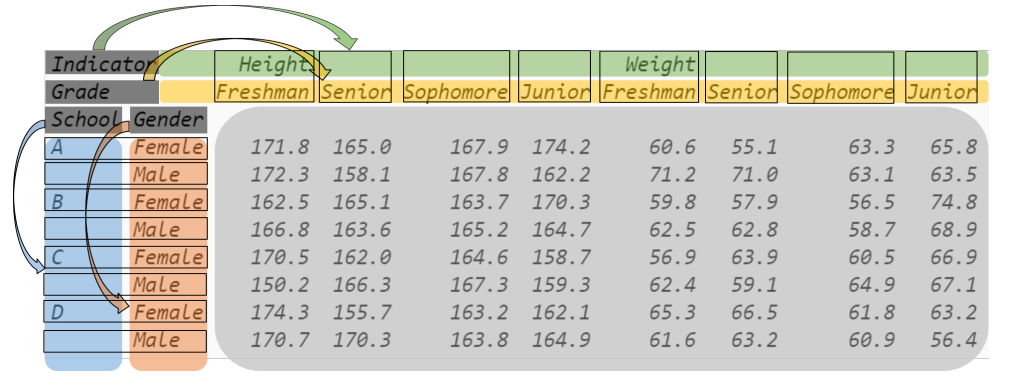 Indicator Height Weight
Grade Freshman Senior Sophomore Junior Freshman Senior Sophomore Junior
School Gender
A Female 171.8 165.0 167.9 174.2 60.6 55.1 63.3 65.8
Male 172.3 158.1 167.8 162.2 71.2 71.0 63.1 63.5
B Female 162.5 165.1 163.7 170.3 59.8 57.9 56.5 74.8
Male 166.8 163.6 165.2 164.7 62.5 62.8 58.7 68.9
C Female 170.5 162.0 164.6 158.7 56.9 63.9 60.5 66.9
Male 150.2 166.3 167.3 159.3 62.4 59.1 64.9 67.1
D Female 174.3 155.7 163.2 162.1 65.3 66.5 61.8 63.2
Male 170.7 170.3 163.8 164.9 61.6 63.2 60.9 56.4